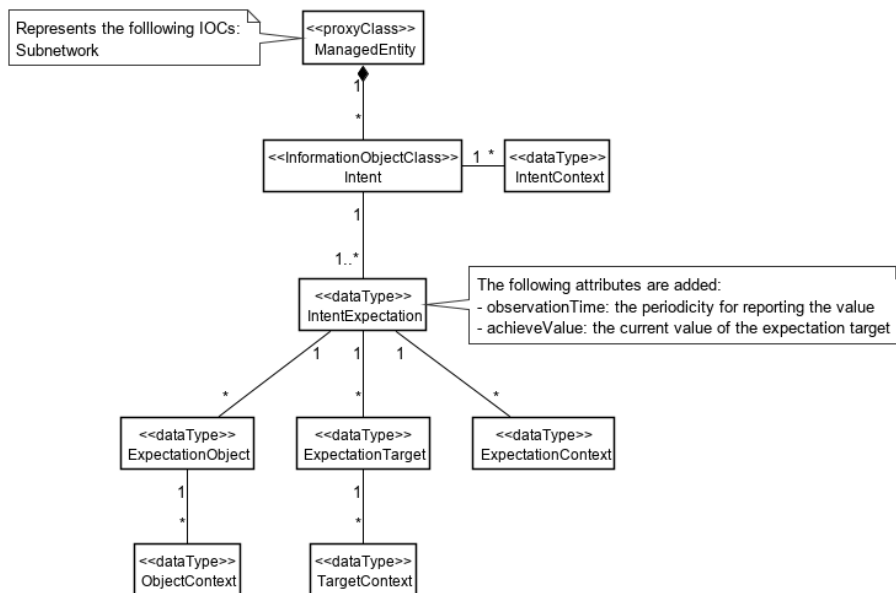 Represents the folllowing IOCs:
Subnetwork
<<proxyClass>>
ManagedEntity
1
*
<<InformationObjectClass>>
Intent
1 *
<<dataType>>
IntentContext
1
1..*
<<dataType>>
IntentExpectation
The following attributes are added:
- observationTime: the periodicity for reporting the value
- achieveValue: the current value of the expectation target
1 1 1
* * *
<<dataType>>
ExpectationObject
<<dataType>>
ExpectationTarget
<<dataType>>
ExpectationContext
1 1
* *
<<dataType>>
ObjectContext
<<dataType>>
TargetContext